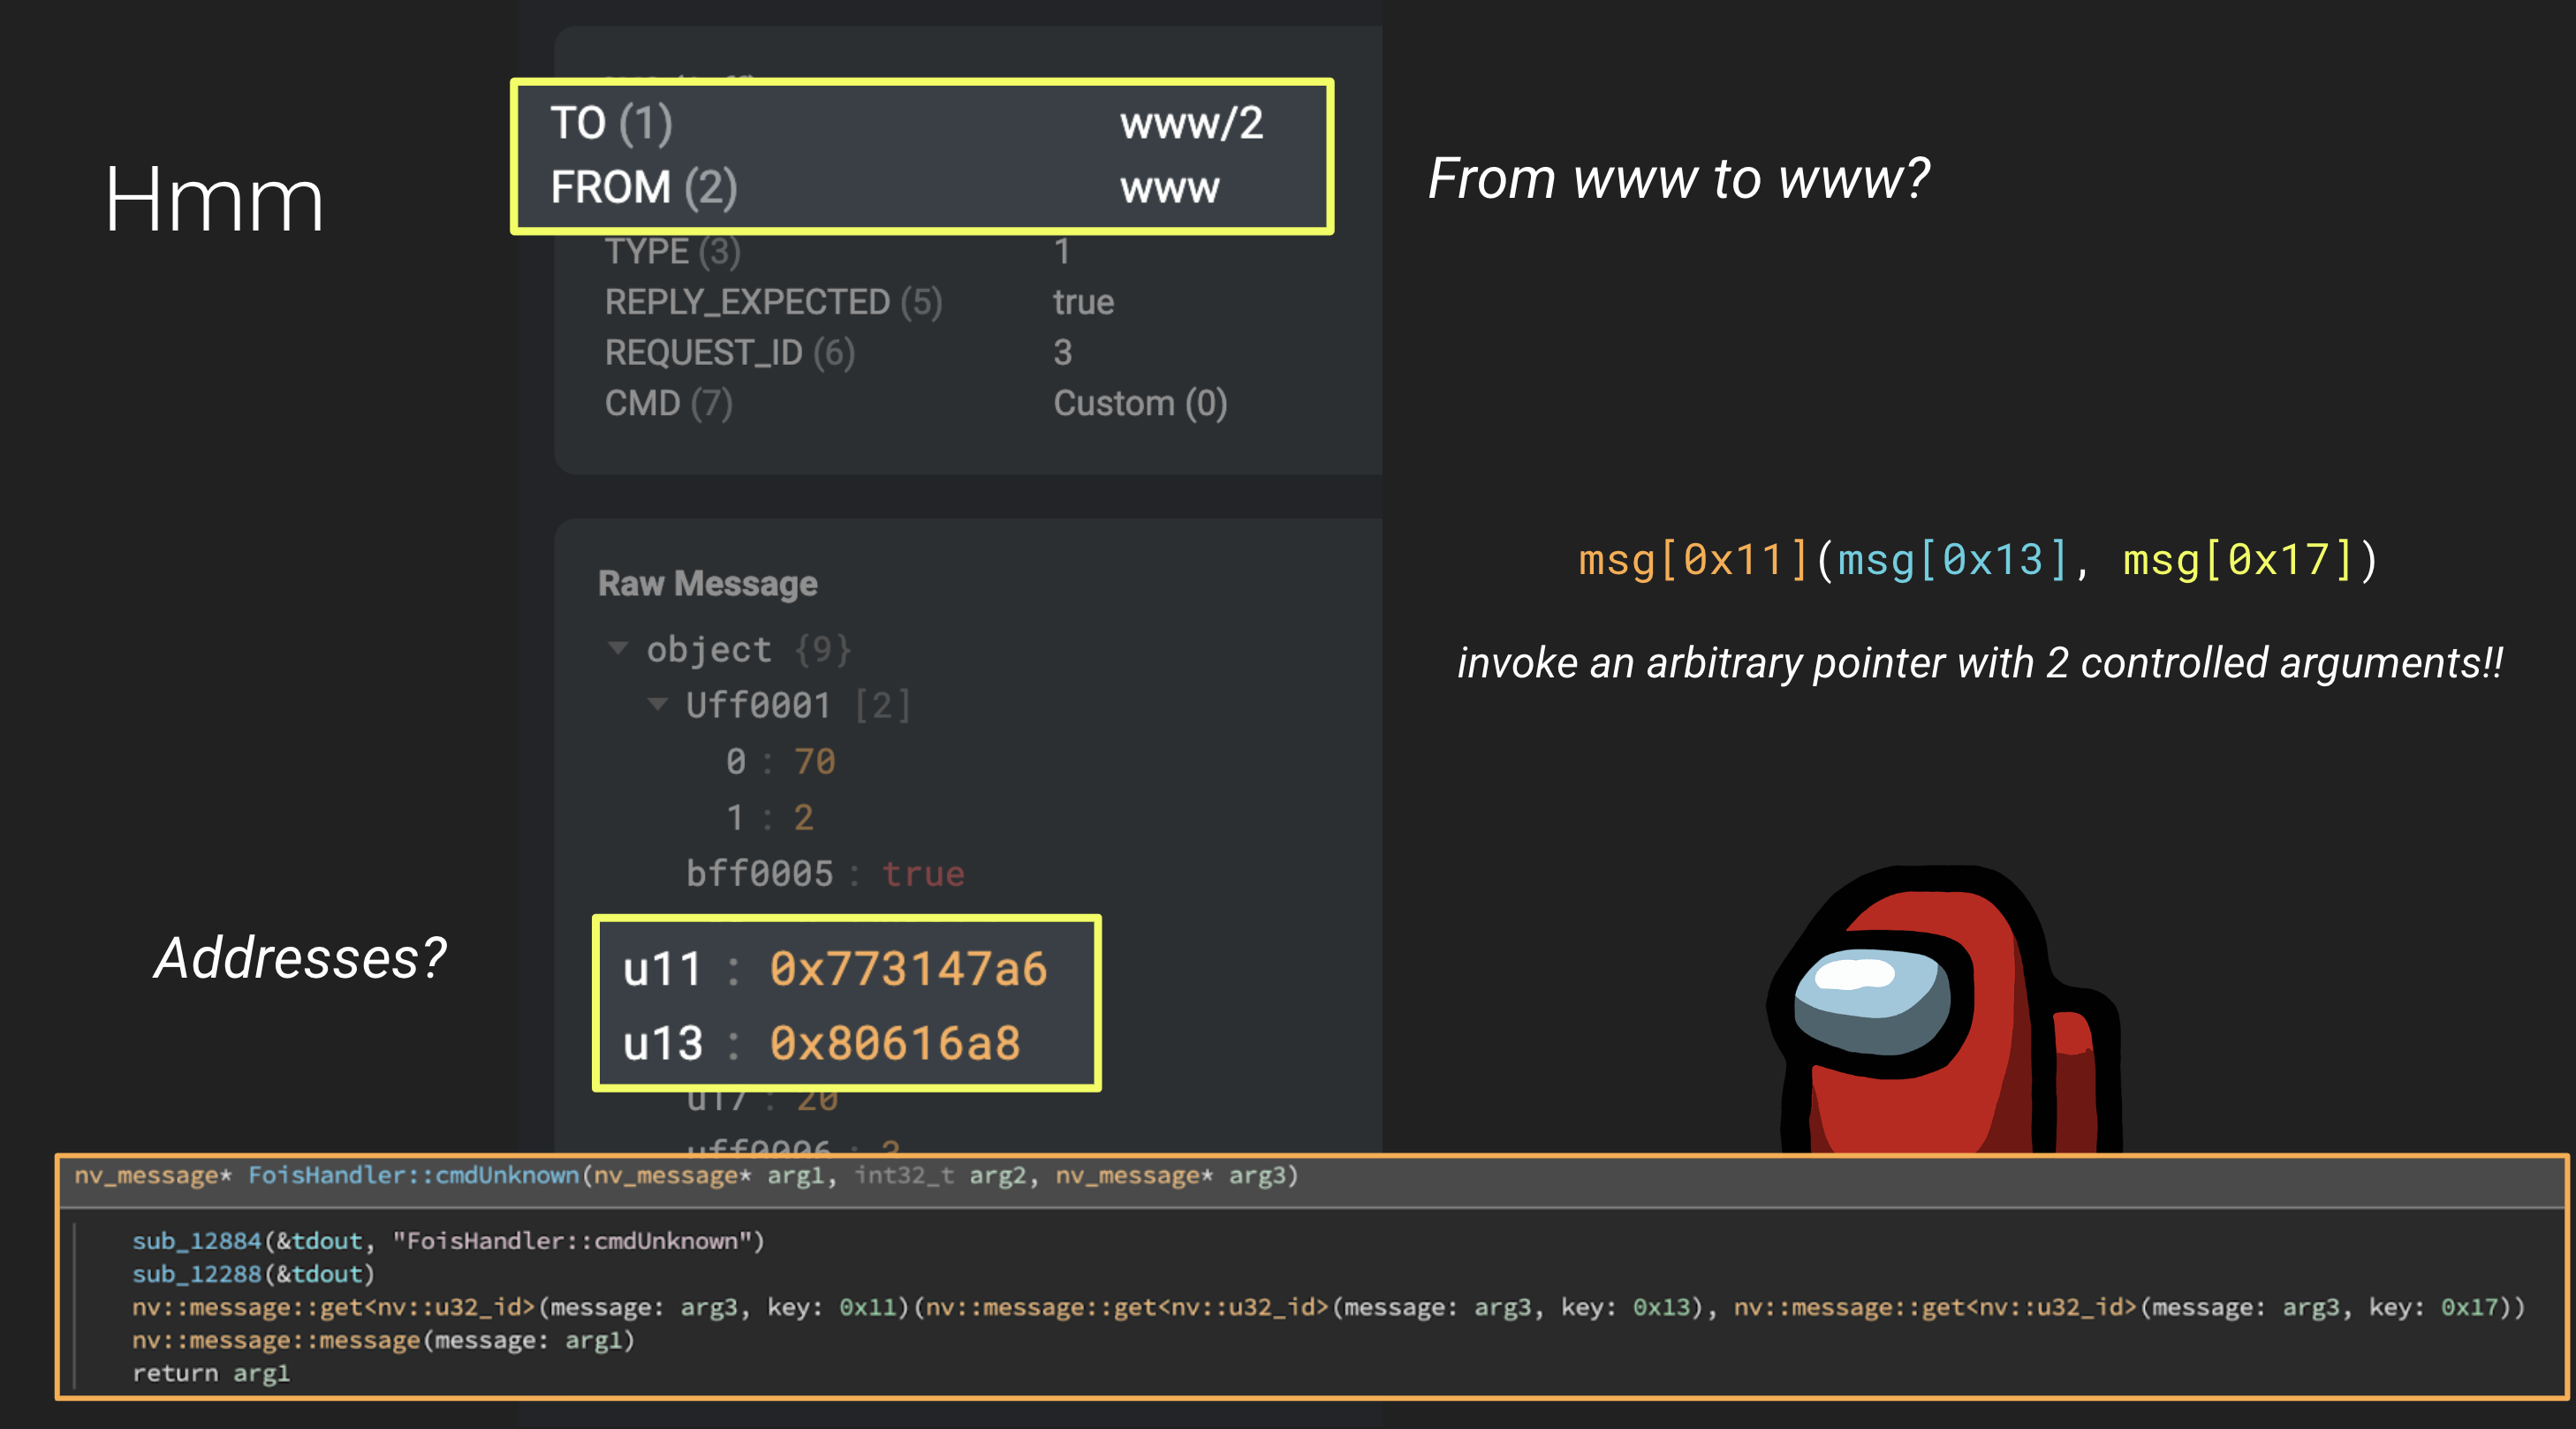 Hmm
TO (1) www/2
FROM (2) www
From www to www?
TYPE (3) 1
REPLY_EXPECTED (5) true
REQUEST_ID (6) 3
CMD (7) Custom (0)
msg[0x11](msg[0x13], msg[0x17])
invoke an arbitrary pointer with 2 controlled arguments!!
Raw Message
object {9}
Uff0001 [2]
0 : 70
1 : 2
bff0005 : true
Addresses?
u11 : 0x773147a6
u13 : 0x80616a8
u17 : 20
uff0006 : 3
nv_message* FoisHandler::cmdUnknown(nv_message* arg1, int32_t arg2, nv_message* arg3)
sub_12884(&tdout, "FoisHandler::cmdUnknown")
sub_12288(&tdout)
nv::message::get<nv::u32_id>(message: arg3, key: 0x11)(nv::message::get<nv::u32_id>(message: arg3, key: 0x13), nv::message::get<nv::u32_id>(message: arg3, key: 0x17))
nv::message::message(message: arg1)
return arg1